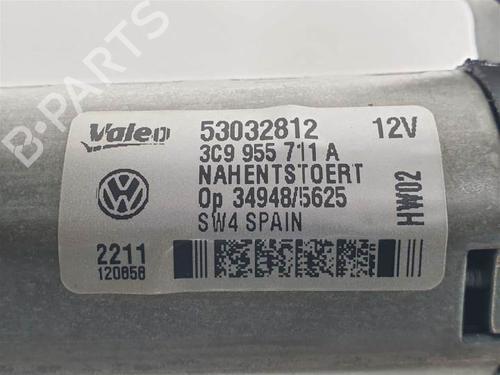 Valeo 53032812 12V
3C9 955 711 A
NAHENTSTOERT
Op 34948/5625
SW4 SPAIN
HW02
2211
120858
B-PARTS